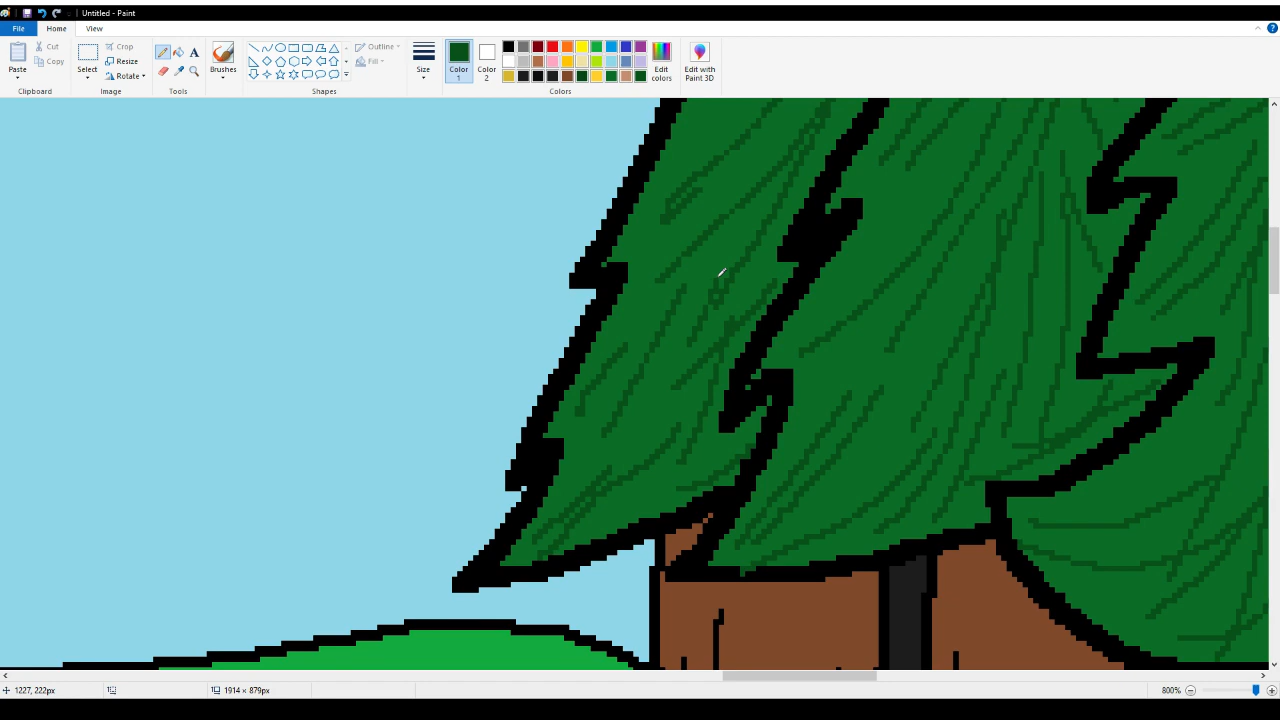 Untitled - Paint
File Home View
Paste
Cut
Copy
Clipboard
Select
Crop
Resize
Rotate
Image
A
Tools
Brushes
Outline
Fill
Shapes
Size
Color 1
Color 2
Edit colors
Colors
Edit with Paint 3D
1227, 222px
1914 × 879px
800%